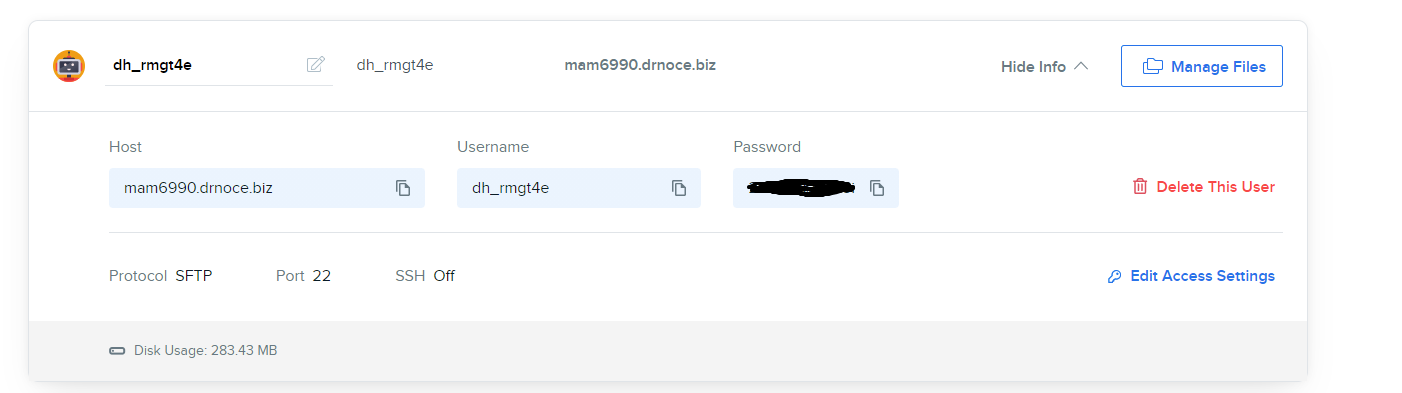 dh_rmgt4e dh_rmgt4e mam6990.drnoce.biz Hide Info Manage Files
Host Username Password
mam6990.drnoce.biz dh_rmgt4e Delete This User
Protocol SFTP Port 22 SSH Off Edit Access Settings
Disk Usage: 283.43 MB